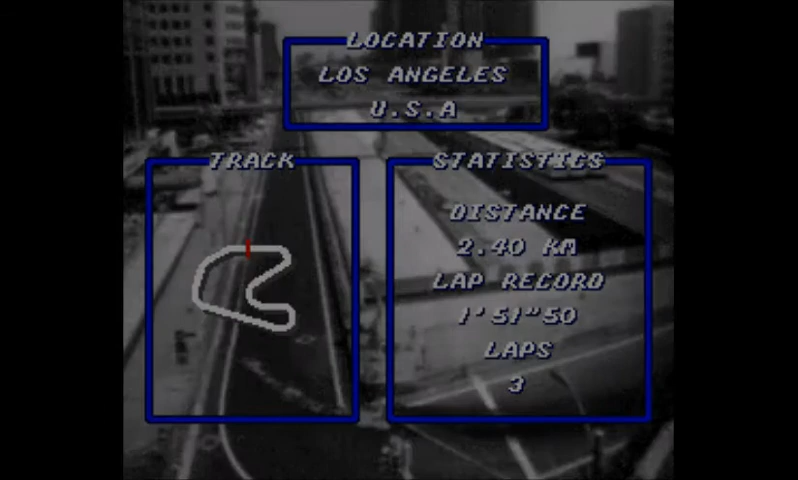 LOCATION
LOS ANGELES
U.S.A
TRACK
STATISTICS
DISTANCE
2.40 KM
LAP RECORD
1'51"50
LAPS
3